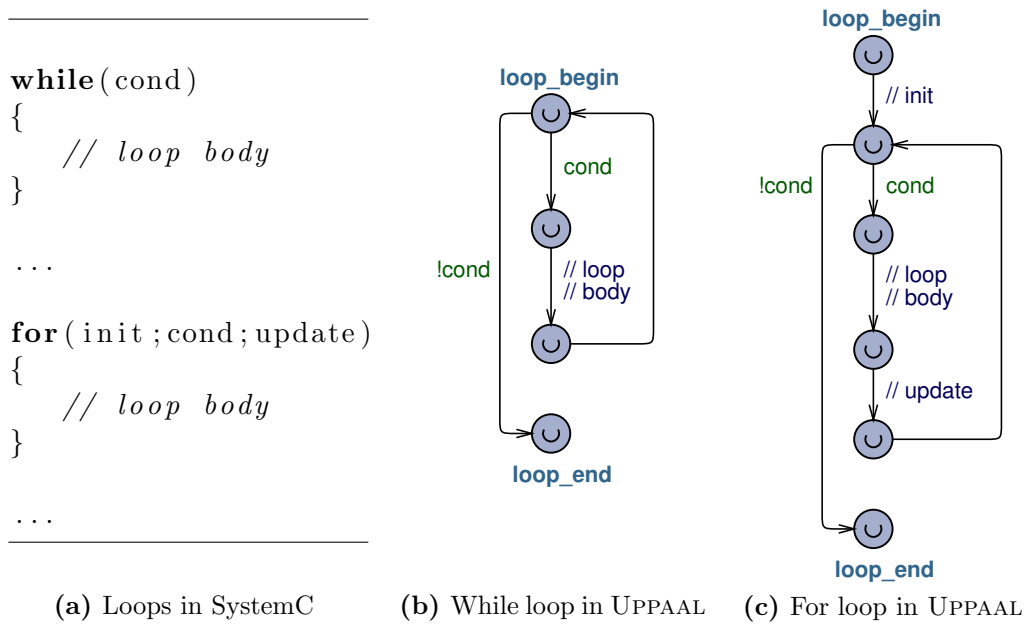 while(cond)
{
// loop body
}
...
for(init;cond;update)
{
// loop body
}
...
(a) Loops in SystemC
loop_begin
cond
!cond
// loop
// body
loop_end
(b) While loop in UPPAAL
loop_begin
// init
!cond
cond
// loop
// body
// update
loop_end
(c) For loop in UPPAAL